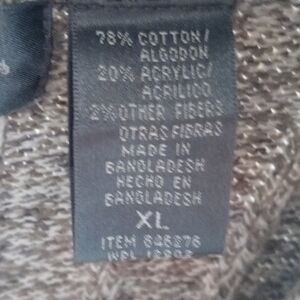 78% COTTON/
ALGODON
20% ACRYLIC/
ACRILICO
2% OTHER FIBERS
OTRAS FIBRAS
MADE IN
BANGLADESH
HECHO EN
BANGLADESH
XL
ITEM 646276